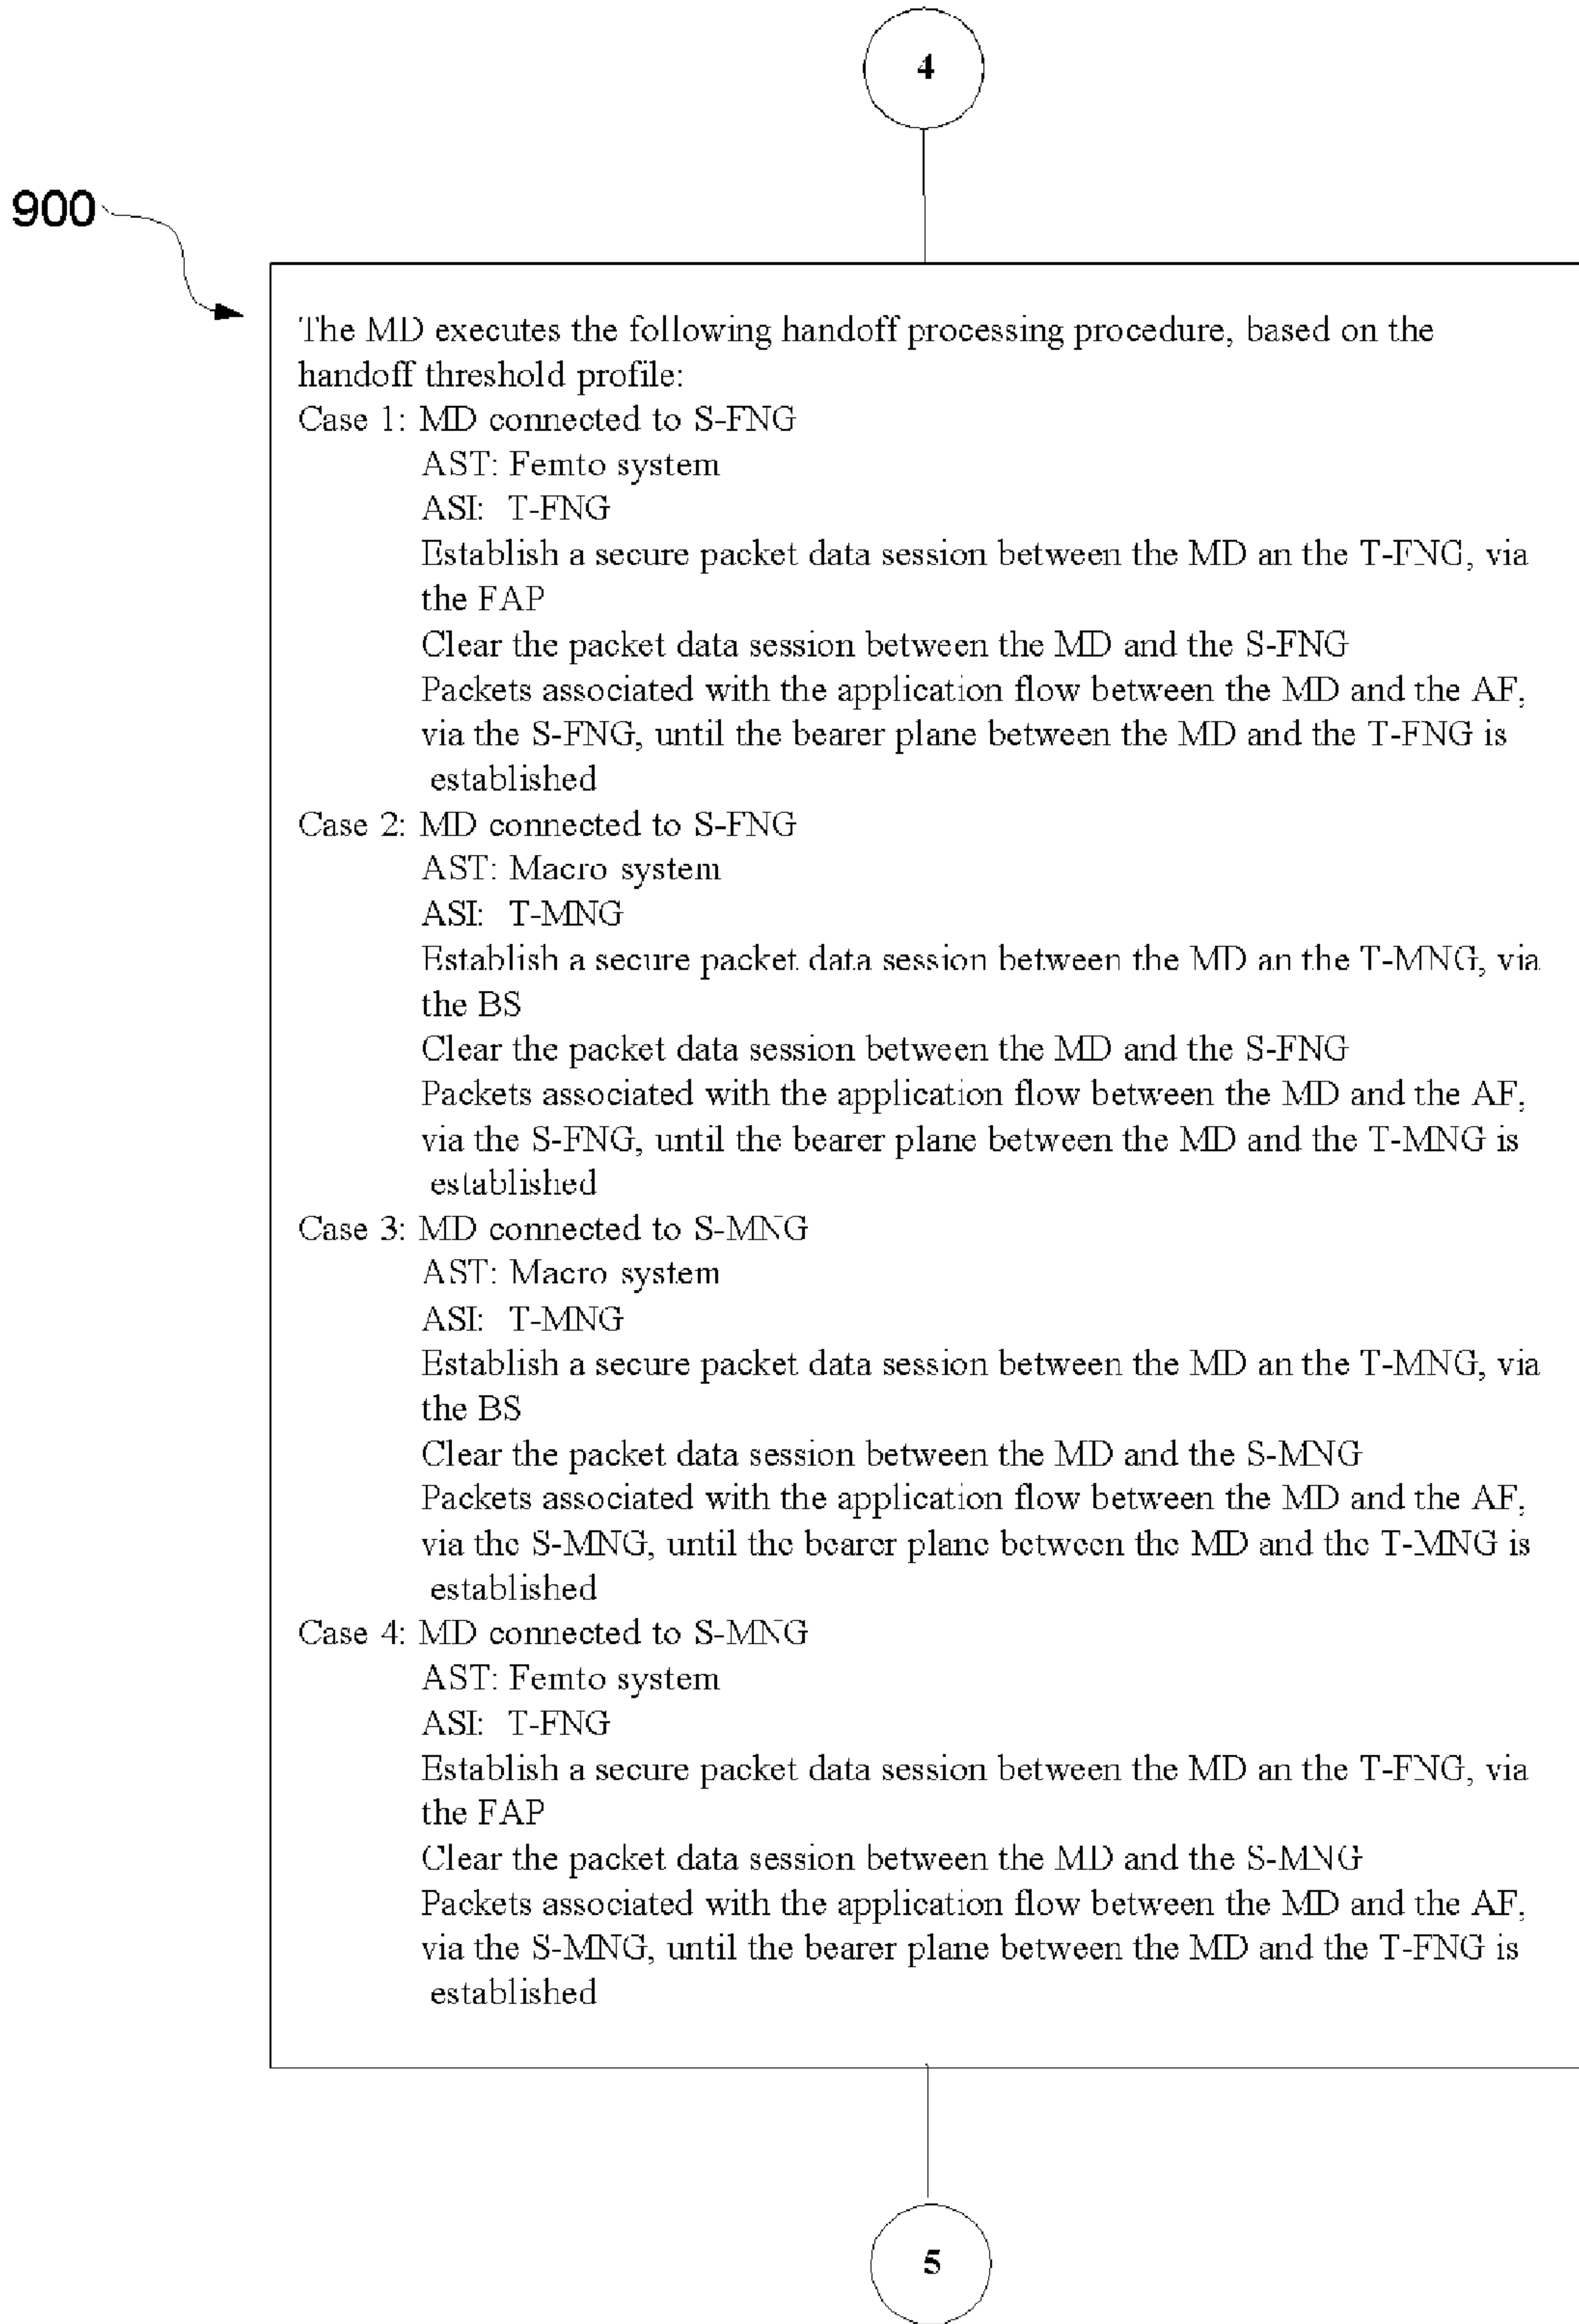 4
900
The MD executes the following handoff processing procedure, based on the
handoff threshold profile:
Case 1: MD connected to S-FNG
AST: Femto system
ASI: T-FNG
Establish a secure packet data session between the MD an the T-FNG, via
the FAP
Clear the packet data session between the MD and the S-FNG
Packets associated with the application flow between the MD and the AF,
via the S-FNG, until the bearer plane between the MD and the T-FNG is
established
Case 2: MD connected to S-FNG
AST: Macro system
ASI: T-MNG
Establish a secure packet data session between the MD an the T-MNG, via
the BS
Clear the packet data session between the MD and the S-FNG
Packets associated with the application flow between the MD and the AF,
via the S-FNG, until the bearer plane between the MD and the T-MNG is
established
Case 3: MD connected to S-MNG
AST: Macro system
ASI: T-MNG
Establish a secure packet data session between the MD an the T-MNG, via
the BS
Clear the packet data session between the MD and the S-MNG
Packets associated with the application flow between the MD and the AF,
via the S-MNG, until the bearer plane between the MD and the T-MNG is
established
Case 4: MD connected to S-MNG
AST: Femto system
ASI: T-FNG
Establish a secure packet data session between the MD an the T-FNG, via
the FAP
Clear the packet data session between the MD and the S-MNG
Packets associated with the application flow between the MD and the AF,
via the S-MNG, until the bearer plane between the MD and the T-FNG is
established
5